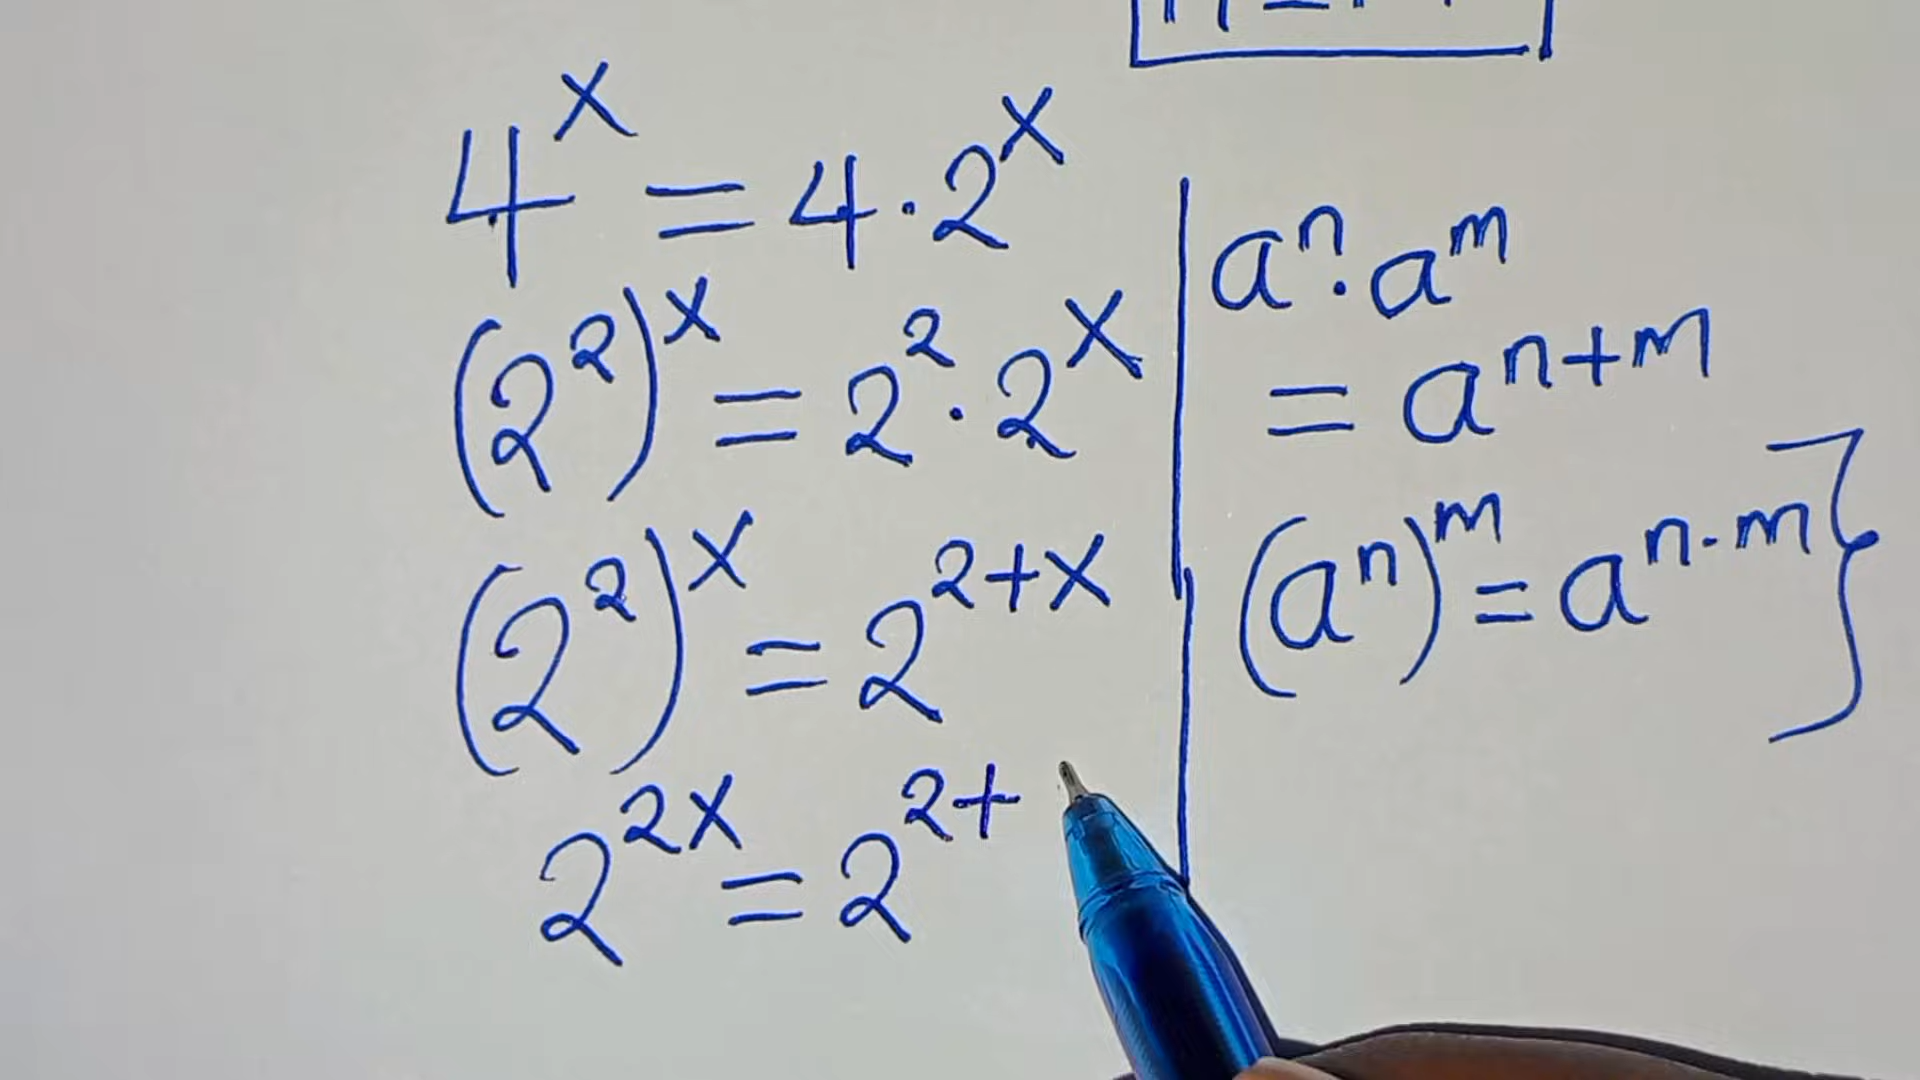 4^x = 4·2^x
(2^2)^x = 2^2·2^x
(2^2)^x = 2^(2+x)
2^(2x) = 2^(2+
a^n·a^m
= a^(n+m)
(a^n)^m = a^(n·m)}